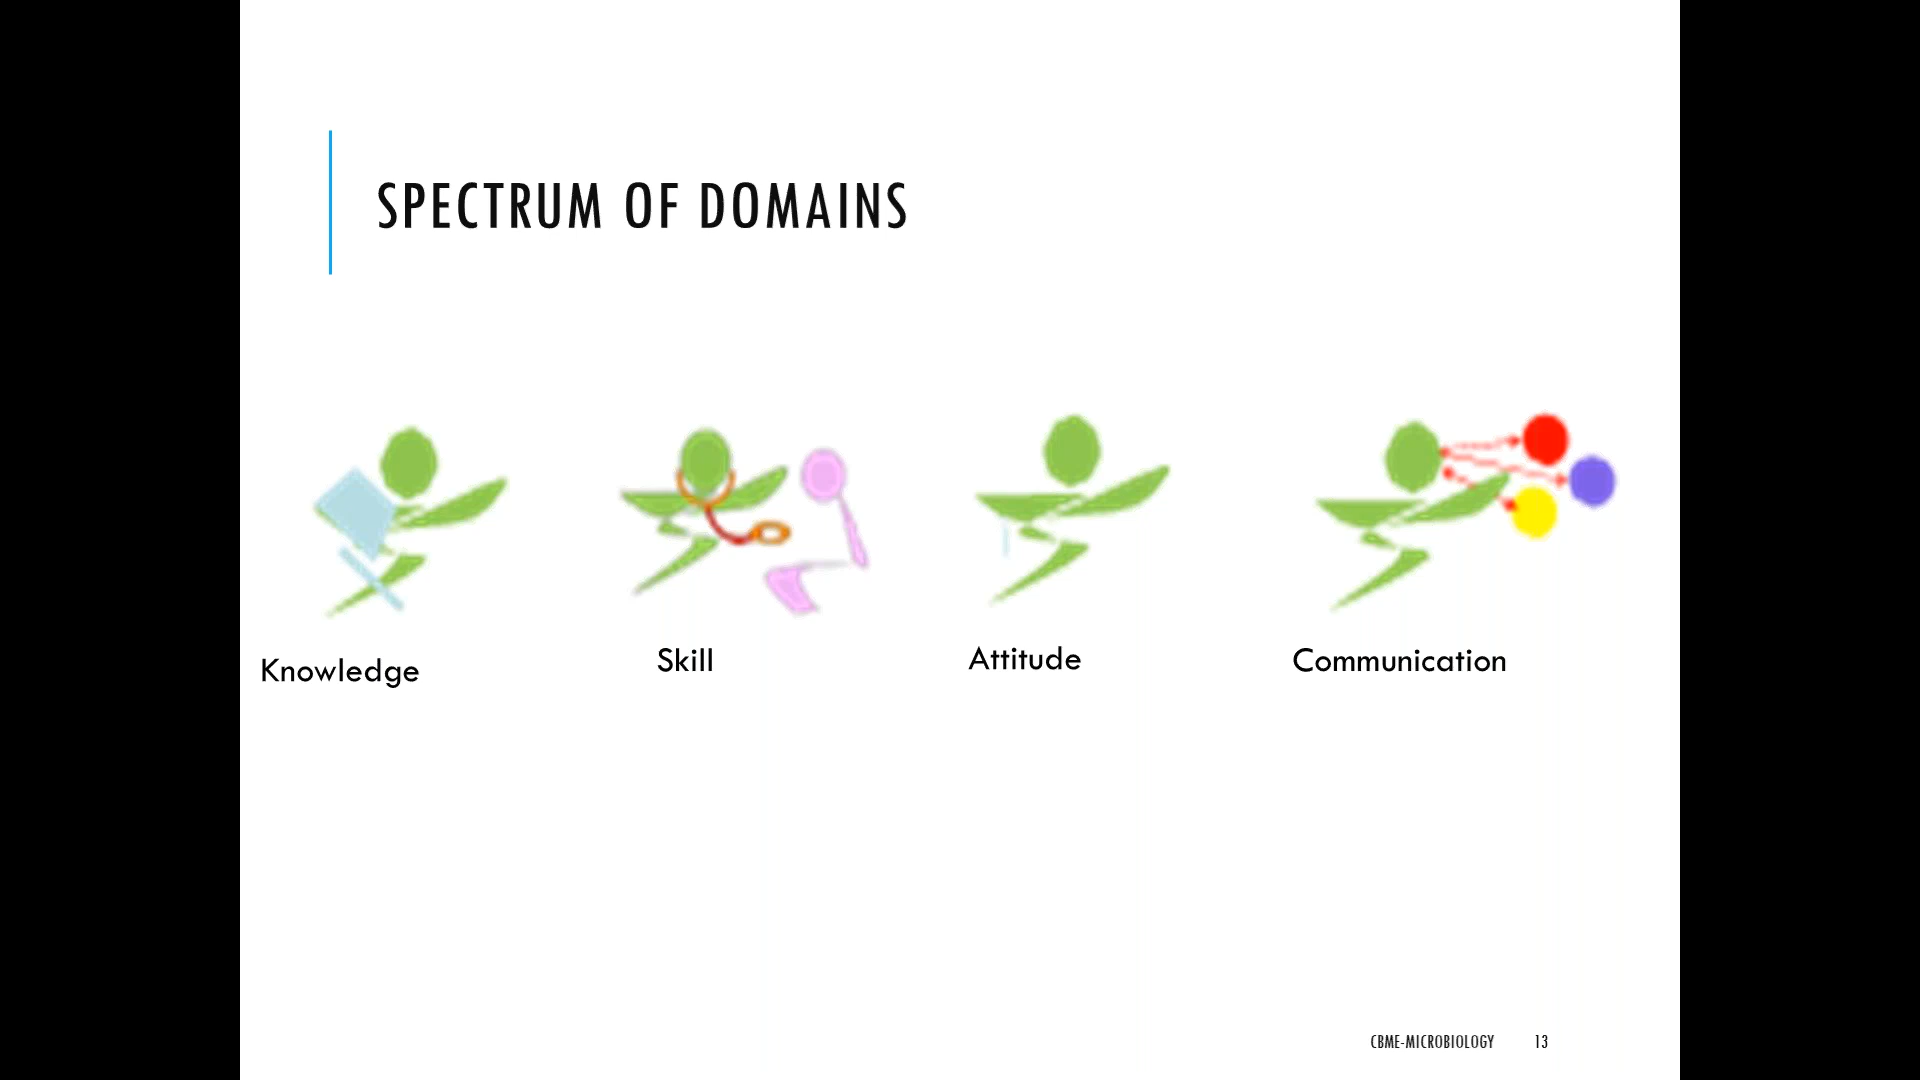 SPECTRUM OF DOMAINS
Knowledge
Skill
Attitude
Communication
CBME-MICROBIOLOGY 13